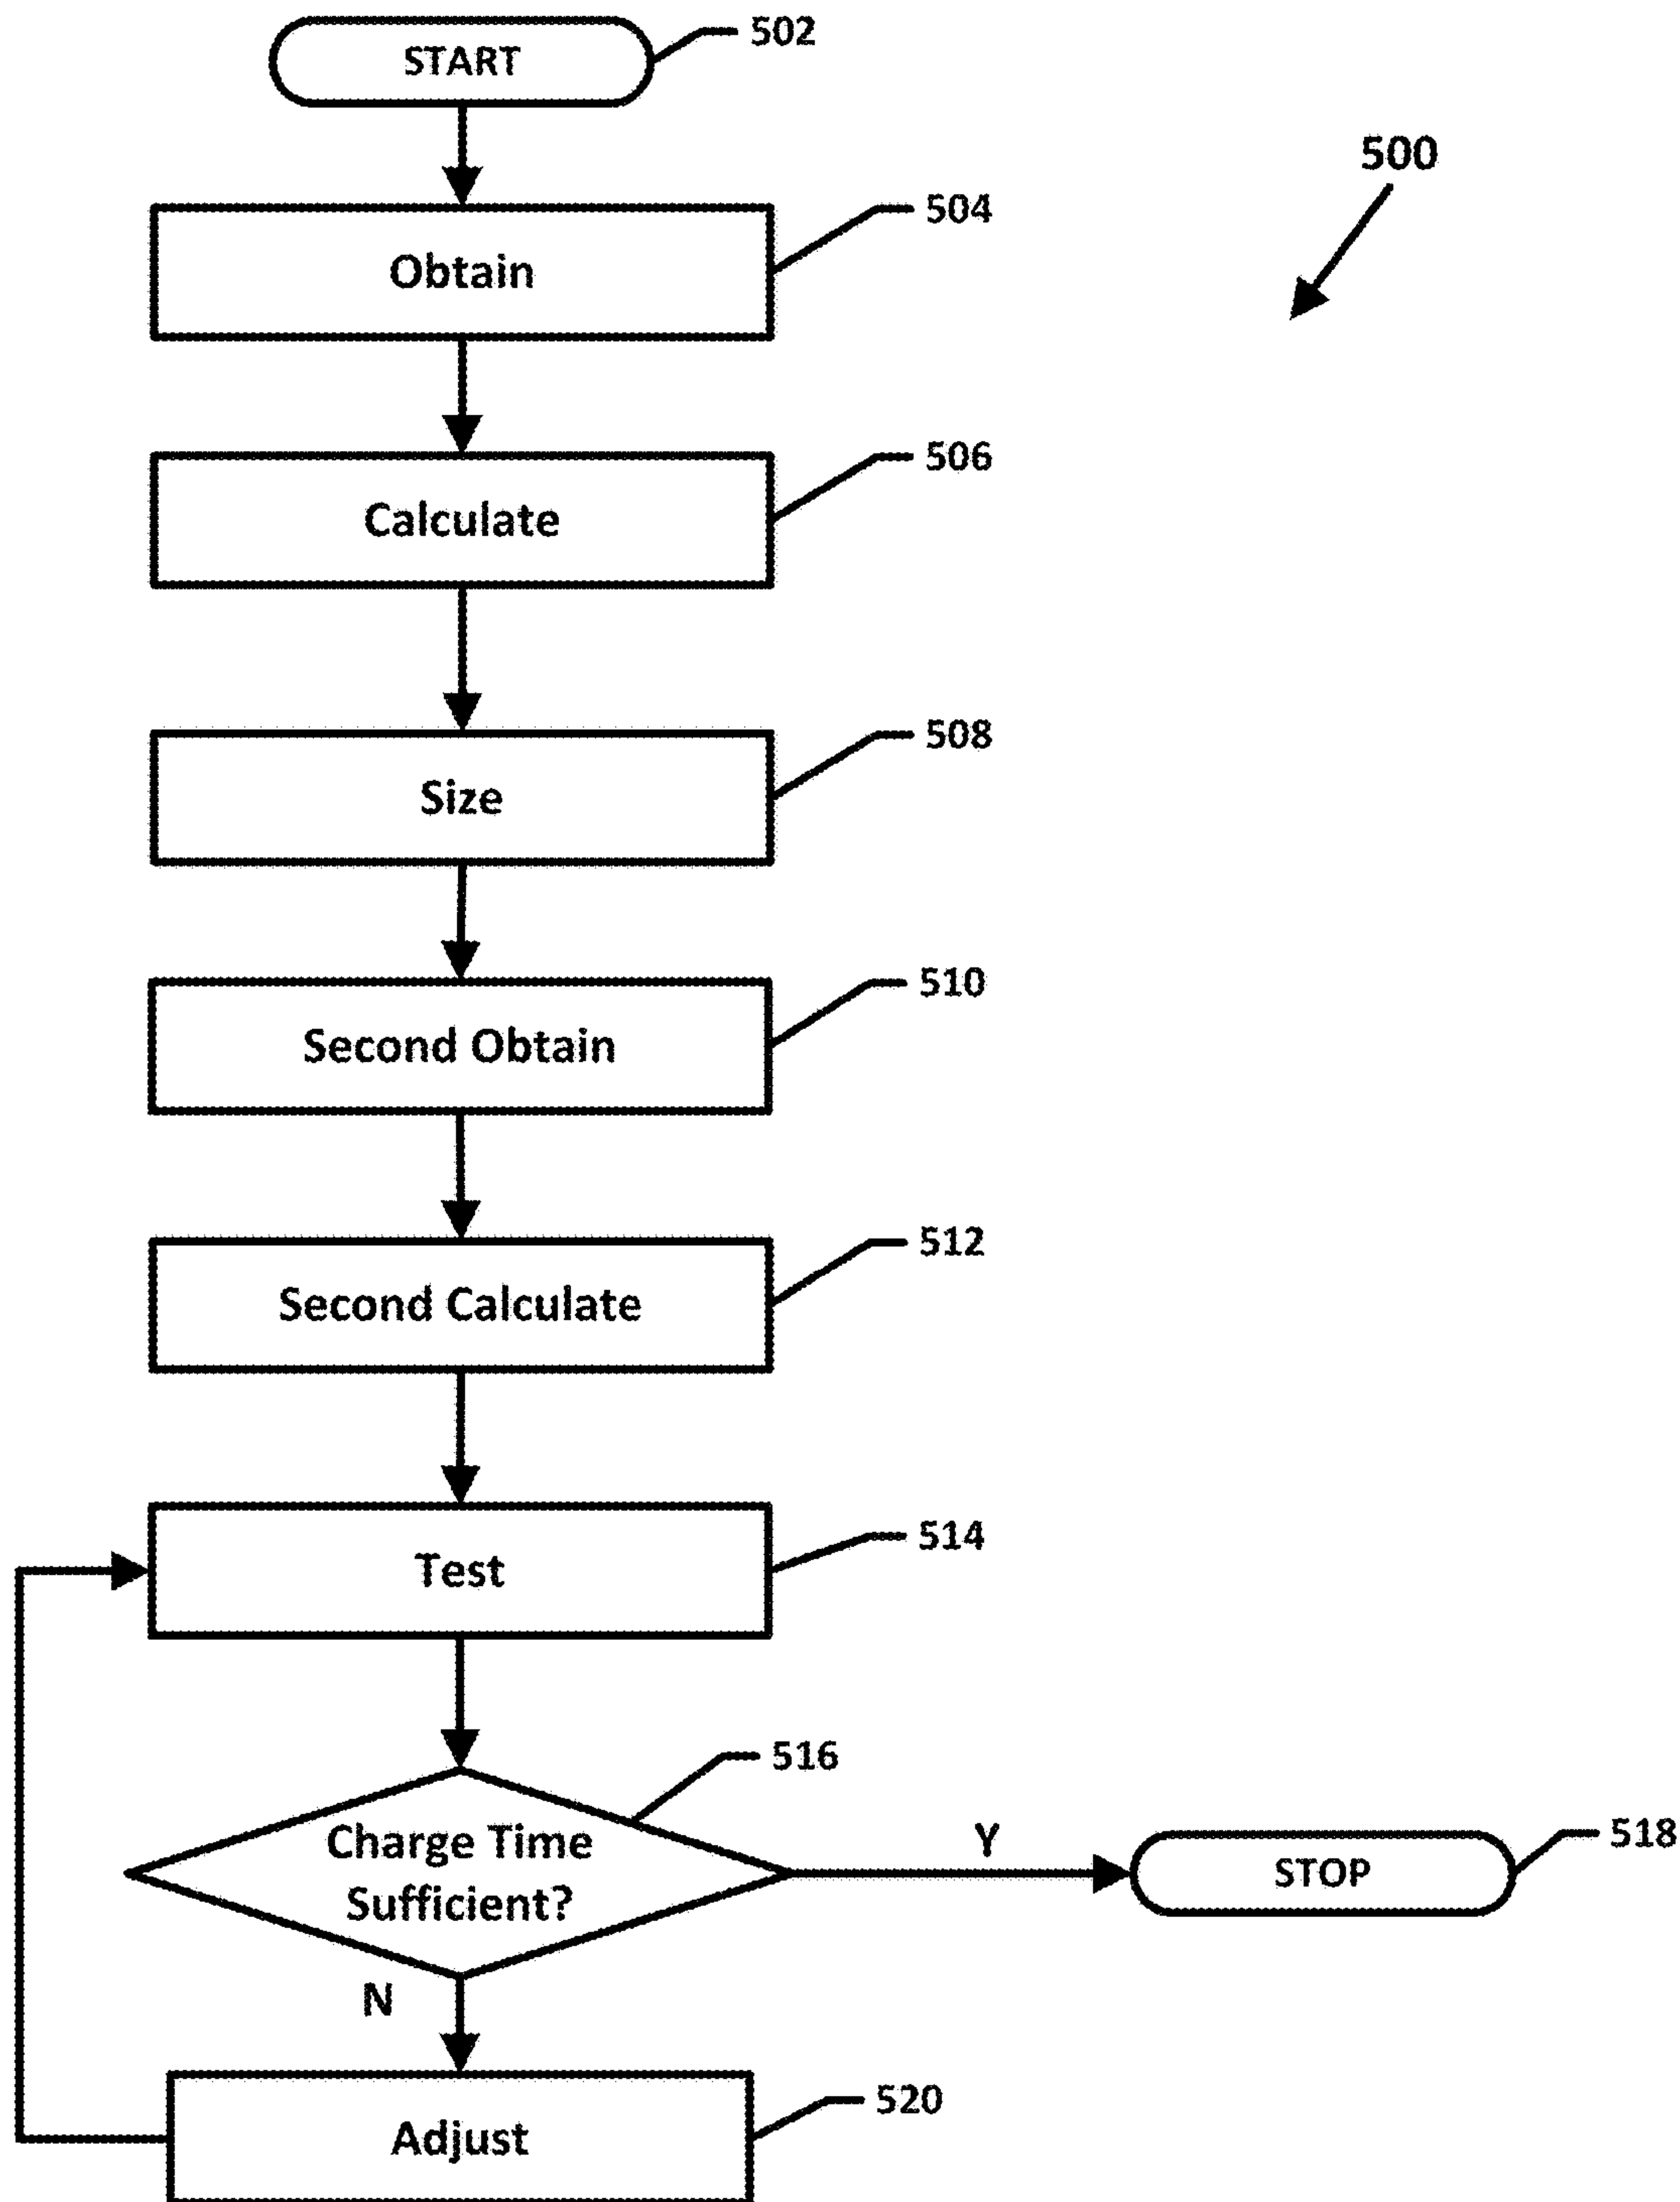 START
502
500
Obtain
504
Calculate
506
Size
508
Second Obtain
510
Second Calculate
512
Test
514
Charge Time
Sufficient?
516
Y
STOP
518
N
Adjust
520